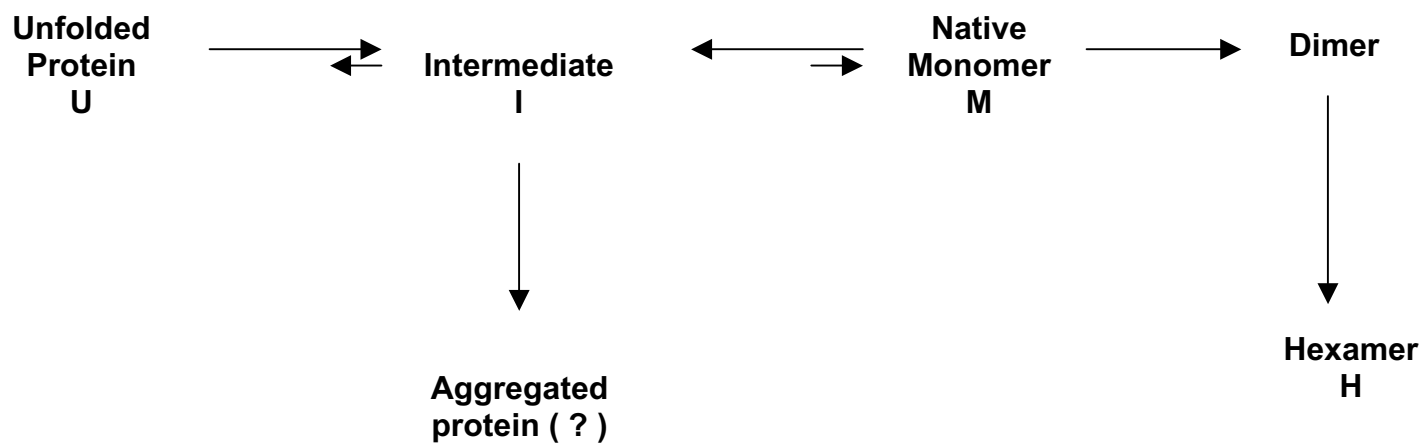 Unfolded
Protein
U
Intermediate
I
Native
Monomer
M
Dimer
Aggregated
protein ( ? )
Hexamer
H